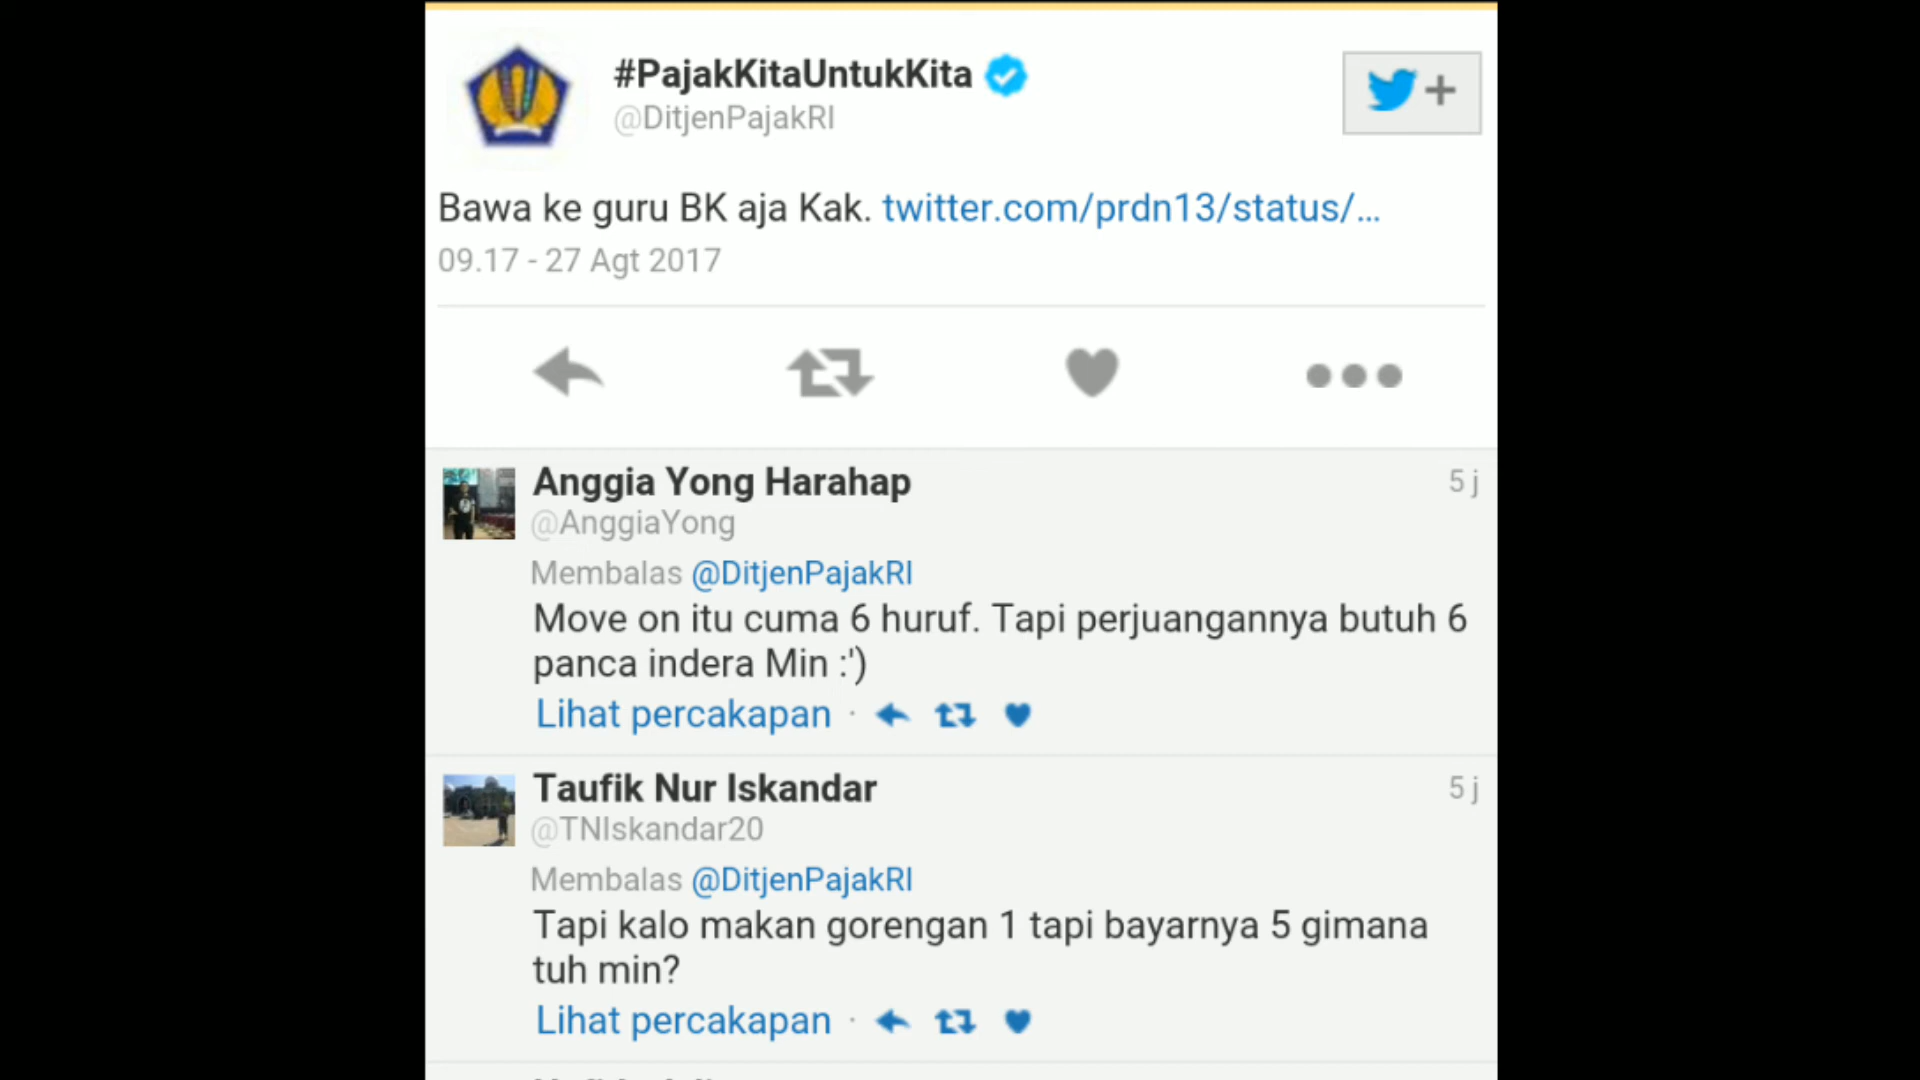 #PajakKitaUntukKita
@DitjenPajakRI
Bawa ke guru BK aja Kak. twitter.com/prdn13/status/...
09.17 - 27 Agt 2017
Anggia Yong Harahap
5 j
@AnggiaYong
Membalas @DitjenPajakRI
Move on itu cuma 6 huruf. Tapi perjuangannya butuh 6
panca indera Min :')
Lihat percakapan ·
Taufik Nur Iskandar
5 j
@TNIskandar20
Membalas @DitjenPajakRI
Tapi kalo makan gorengan 1 tapi bayarnya 5 gimana
tuh min?
Lihat percakapan ·